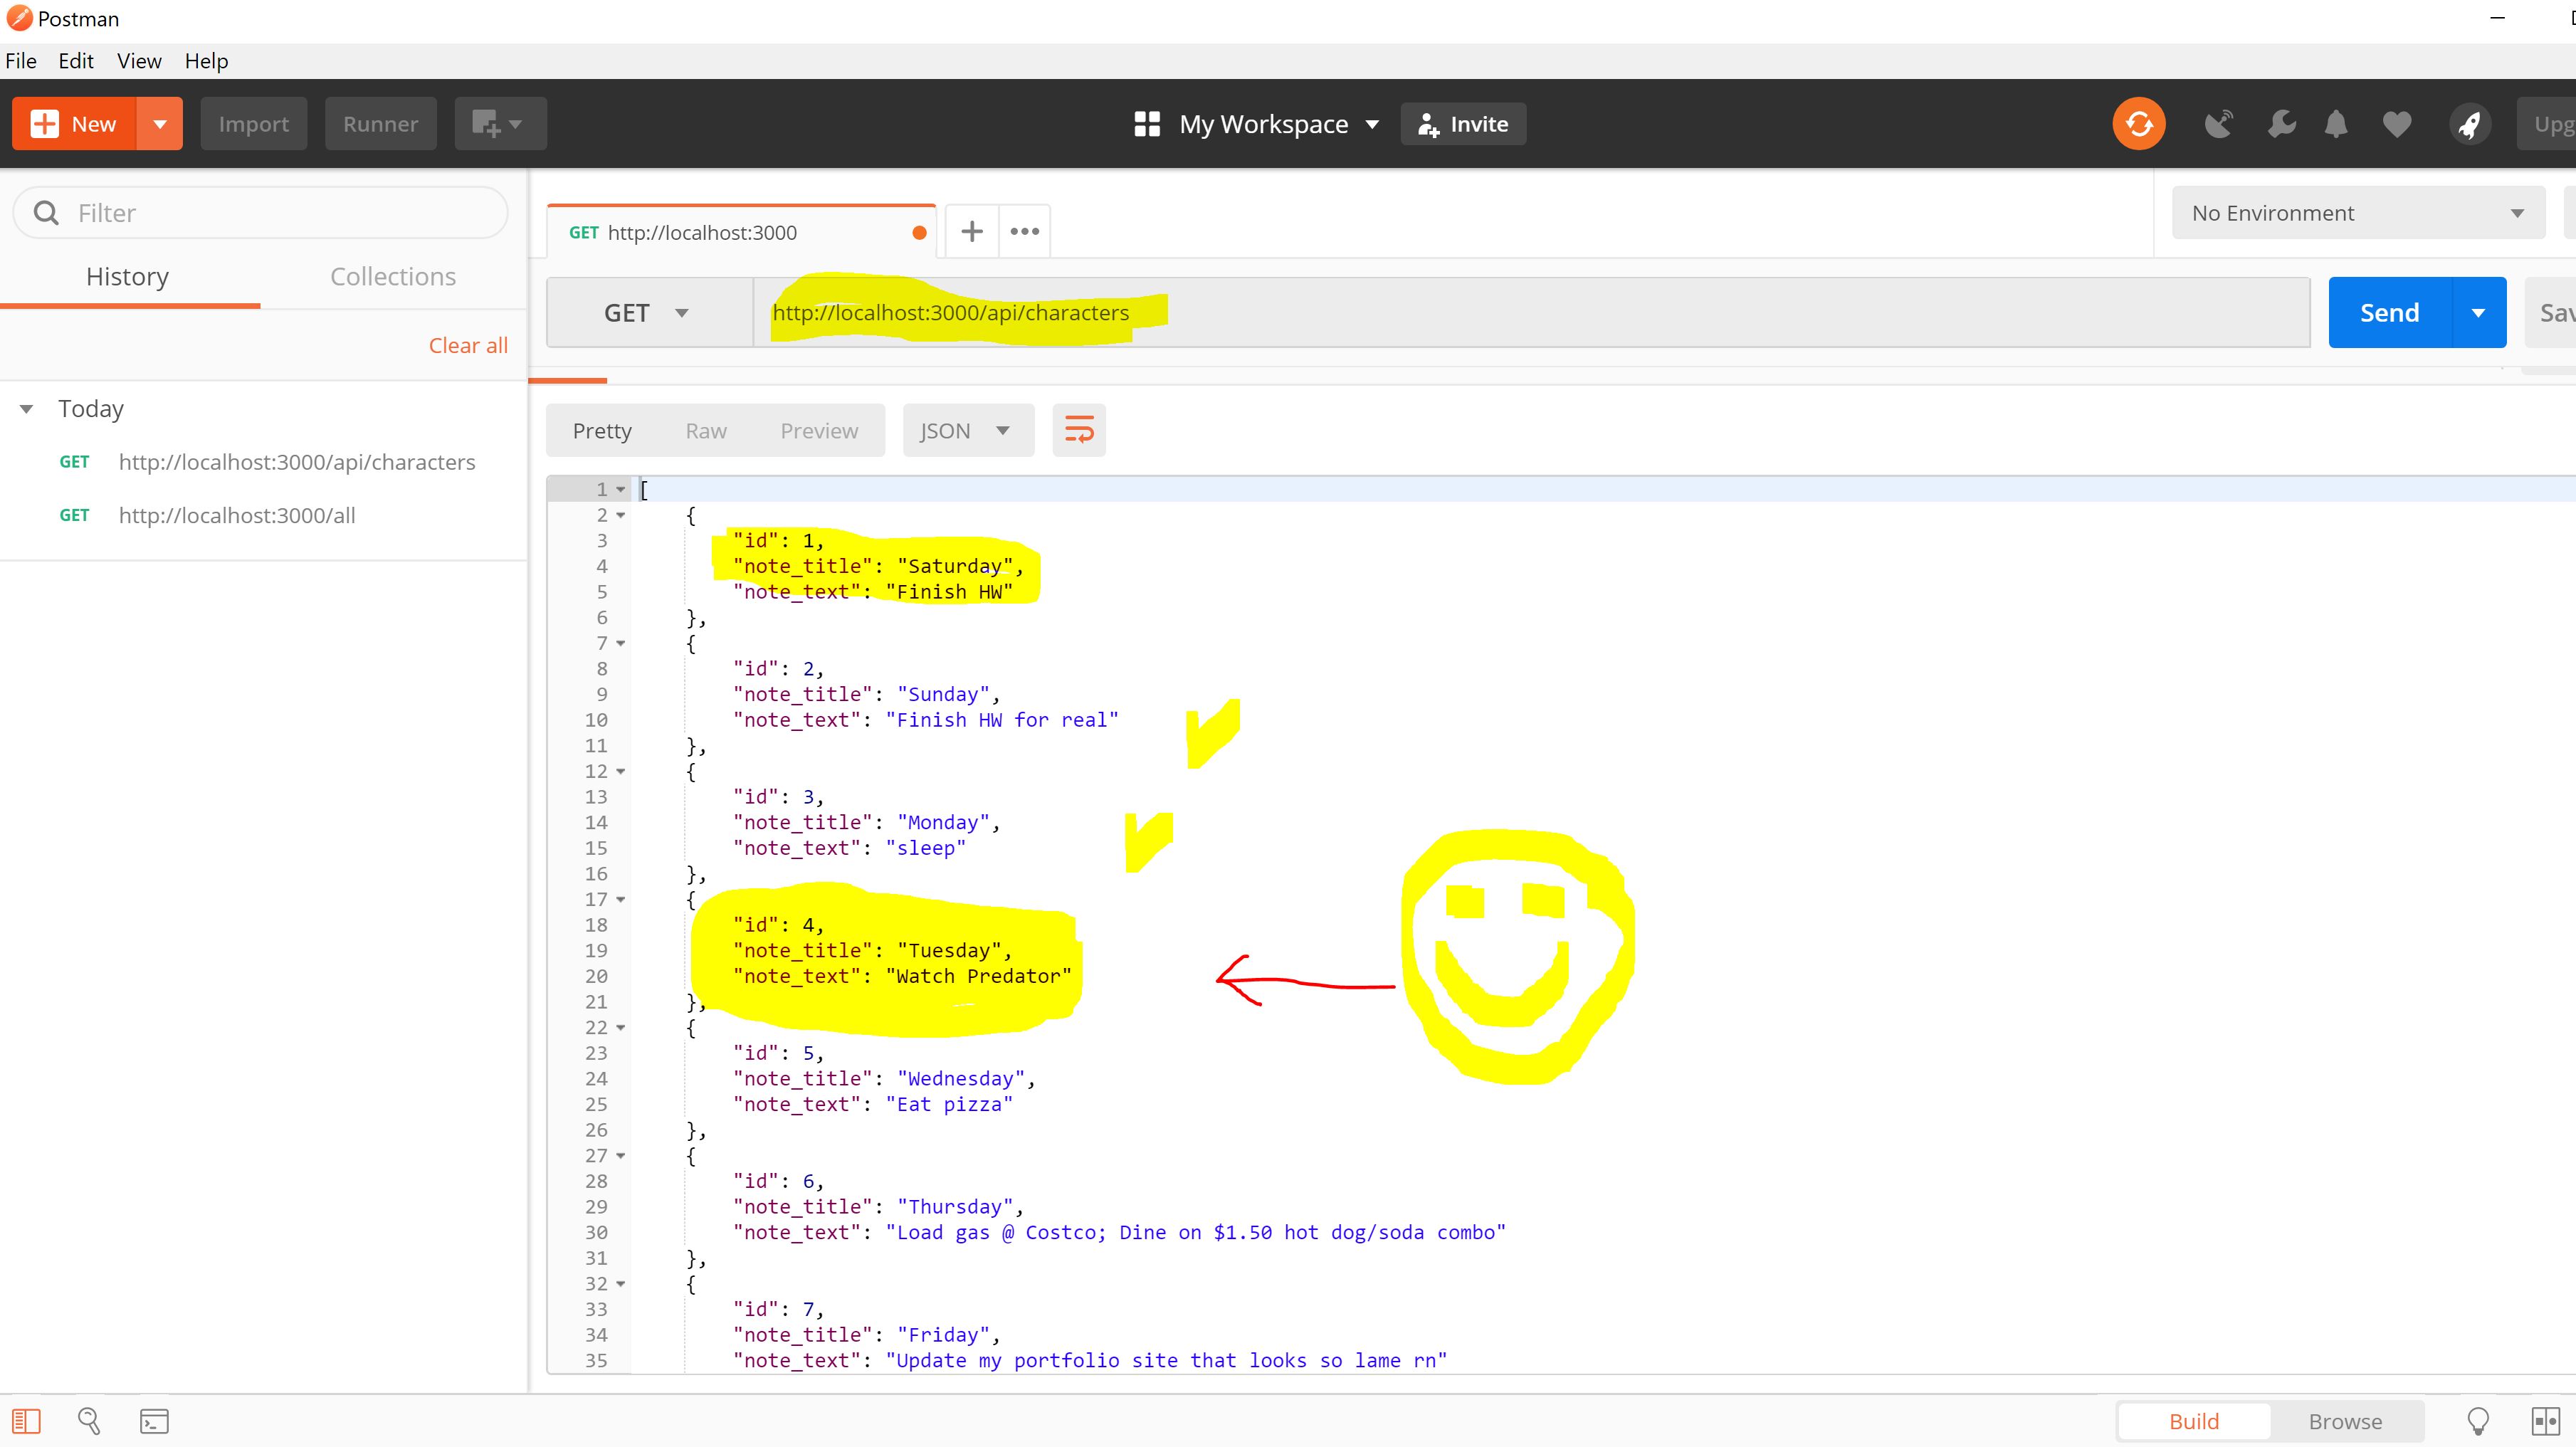 Postman
File Edit View Help
New Import Runner My Workspace Invite
Filter
History Collections
Clear all
Today
GET http://localhost:3000/api/characters
GET http://localhost:3000/all
GET http://localhost:3000
No Environment
GET http://localhost:3000/api/characters Send
Pretty Raw Preview JSON
1 [
2 {
3 "id": 1,
4 "note_title": "Saturday",
5 "note_text": "Finish HW"
6 },
7 {
8 "id": 2,
9 "note_title": "Sunday",
10 "note_text": "Finish HW for real"
11 },
12 {
13 "id": 3,
14 "note_title": "Monday",
15 "note_text": "sleep"
16 },
17 {
18 "id": 4,
19 "note_title": "Tuesday",
20 "note_text": "Watch Predator"
21 },
22 {
23 "id": 5,
24 "note_title": "Wednesday",
25 "note_text": "Eat pizza"
26 },
27 {
28 "id": 6,
29 "note_title": "Thursday",
30 "note_text": "Load gas @ Costco; Dine on $1.50 hot dog/soda combo"
31 },
32 {
33 "id": 7,
34 "note_title": "Friday",
35 "note_text": "Update my portfolio site that looks so lame rn"
Build Browse